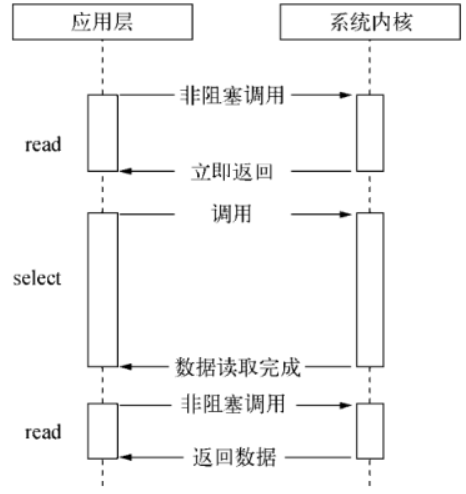 应用层
系统内核
非阻塞调用
read
立即返回
调用
select
数据读取完成
非阻塞调用
read
返回数据